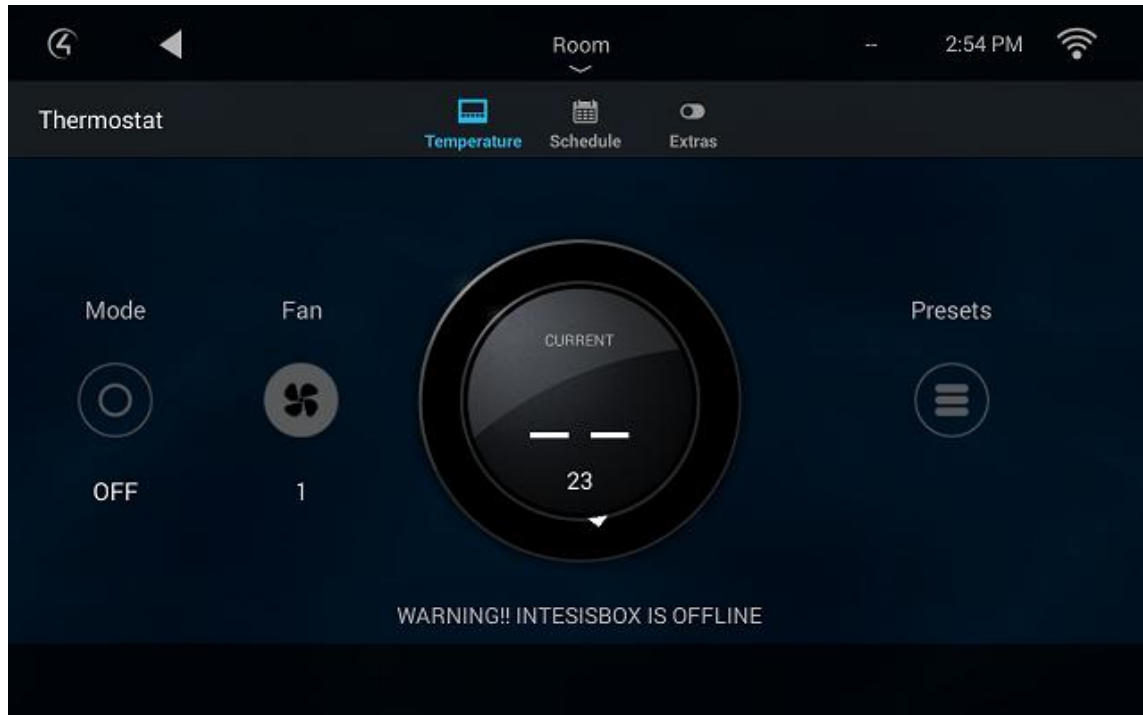 Room
--
2:54 PM
Thermostat
Temperature
Schedule
Extras
Mode
Fan
Presets
CURRENT
— —
23
OFF
1
WARNING!! INTESISBOX IS OFFLINE